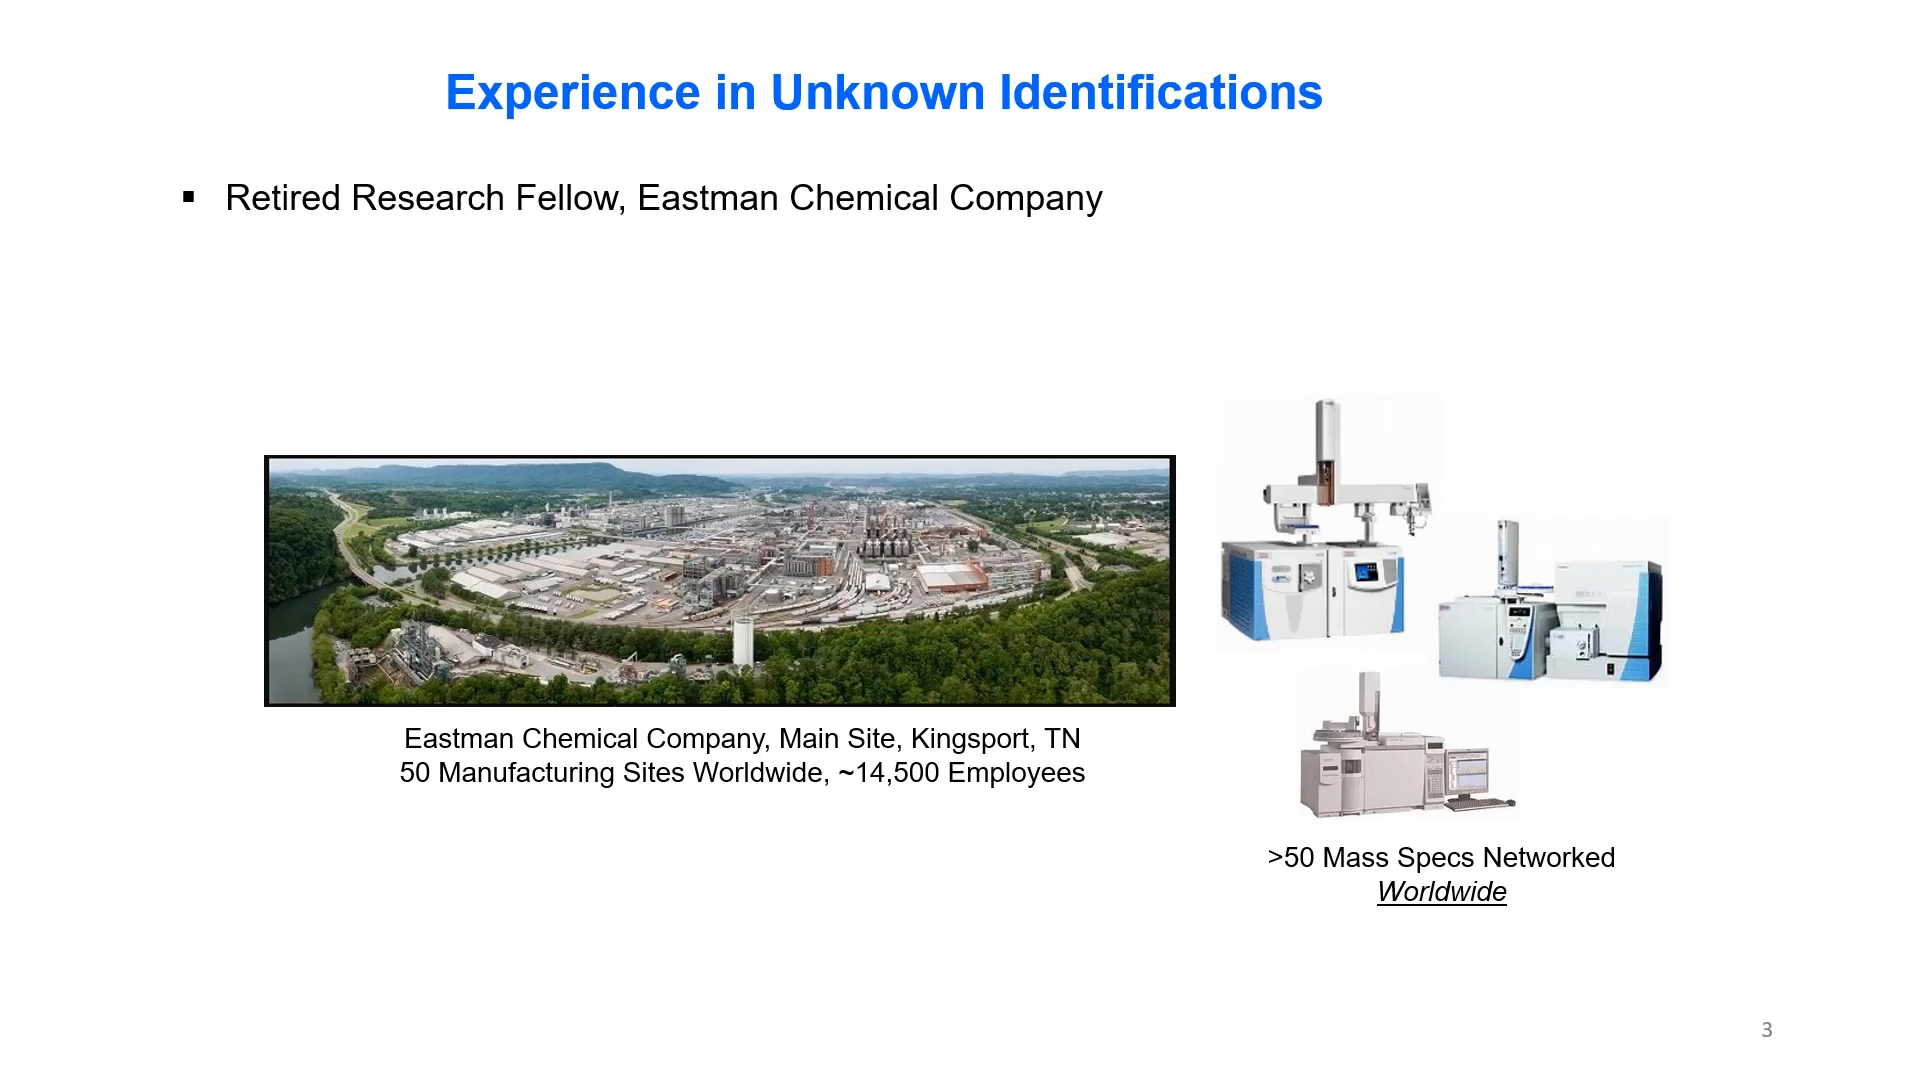 Experience in Unknown Identifications
▪ Retired Research Fellow, Eastman Chemical Company
Eastman Chemical Company, Main Site, Kingsport, TN
50 Manufacturing Sites Worldwide, ~14,500 Employees
>50 Mass Specs Networked
Worldwide
3